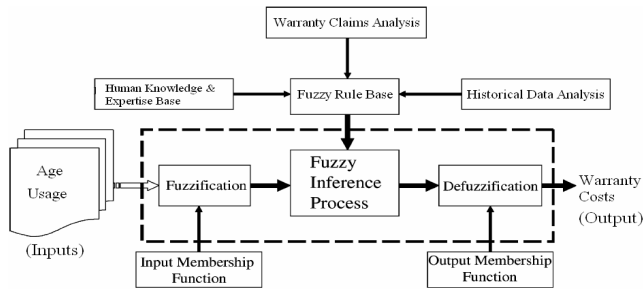 Warranty Claims Analysis
Human Knowledge &
Expertise Base
Fuzzy Rule Base
Historical Data Analysis
Age
Usage
(Inputs)
Fuzzification
Fuzzy
Inference
Process
Defuzzification
Warranty
Costs
(Output)
Input Membership
Function
Output Membership
Function